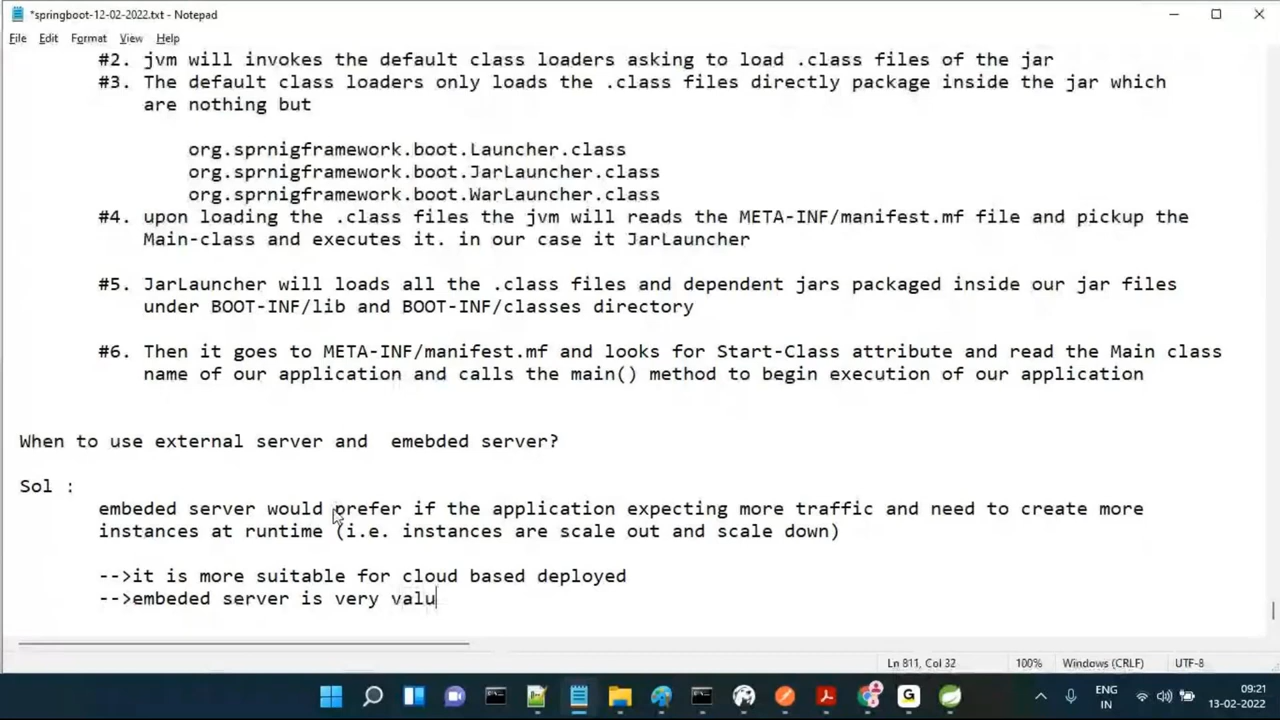 *springboot-12-02-2022.txt - Notepad
File Edit Format View Help
#2. jvm will invokes the default class loaders asking to load .class files of the jar
#3. The default class loaders only loads the .class files directly package inside the jar which
are nothing but
org.sprnigframework.boot.Launcher.class
org.sprnigframework.boot.JarLauncher.class
org.sprnigframework.boot.WarLauncher.class
#4. upon loading the .class files the jvm will reads the META-INF/manifest.mf file and pickup the
Main-class and executes it. in our case it JarLauncher
#5. JarLauncher will loads all the .class files and dependent jars packaged inside our jar files
under BOOT-INF/lib and BOOT-INF/classes directory
#6. Then it goes to META-INF/manifest.mf and looks for Start-Class attribute and read the Main class
name of our application and calls the main() method to begin execution of our application
When to use external server and  emebded server?
Sol :
embeded server would prefer if the application expecting more traffic and need to create more
instances at runtime (i.e. instances are scale out and scale down)
-->it is more suitable for cloud based deployed
-->embeded server is very valu
Ln 811, Col 32 100% Windows (CRLF) UTF-8
ENG 09:21
IN 13-02-2022